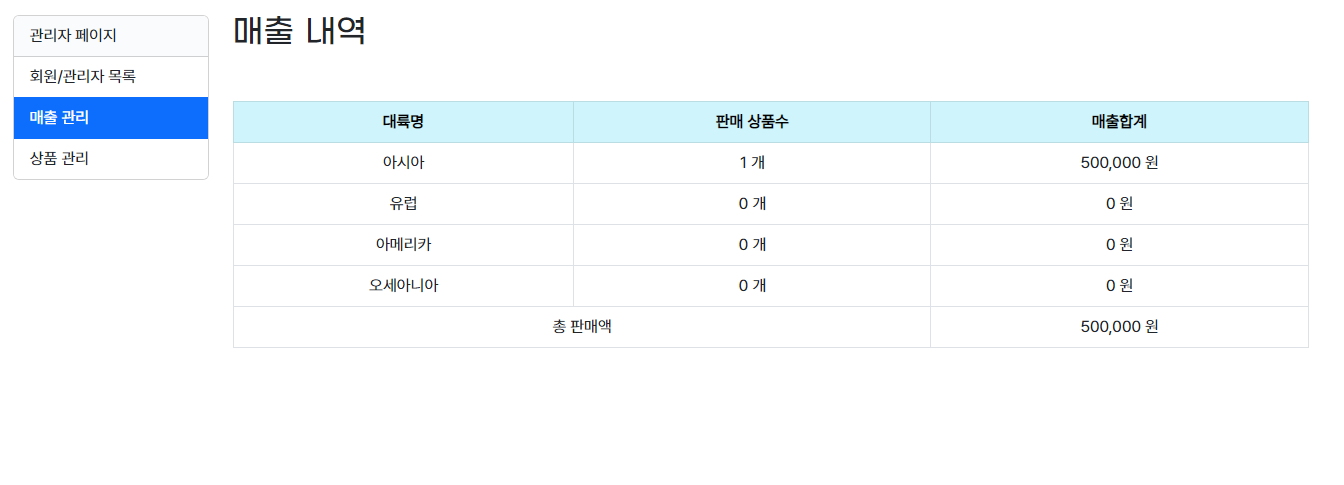 관리자 페이지
회원/관리자 목록
매출 관리
상품 관리
매출 내역
대륙명 판매 상품수 매출합계
아시아 1 개 500,000 원
유럽 0 개 0 원
아메리카 0 개 0 원
오세아니아 0 개 0 원
총 판매액 500,000 원